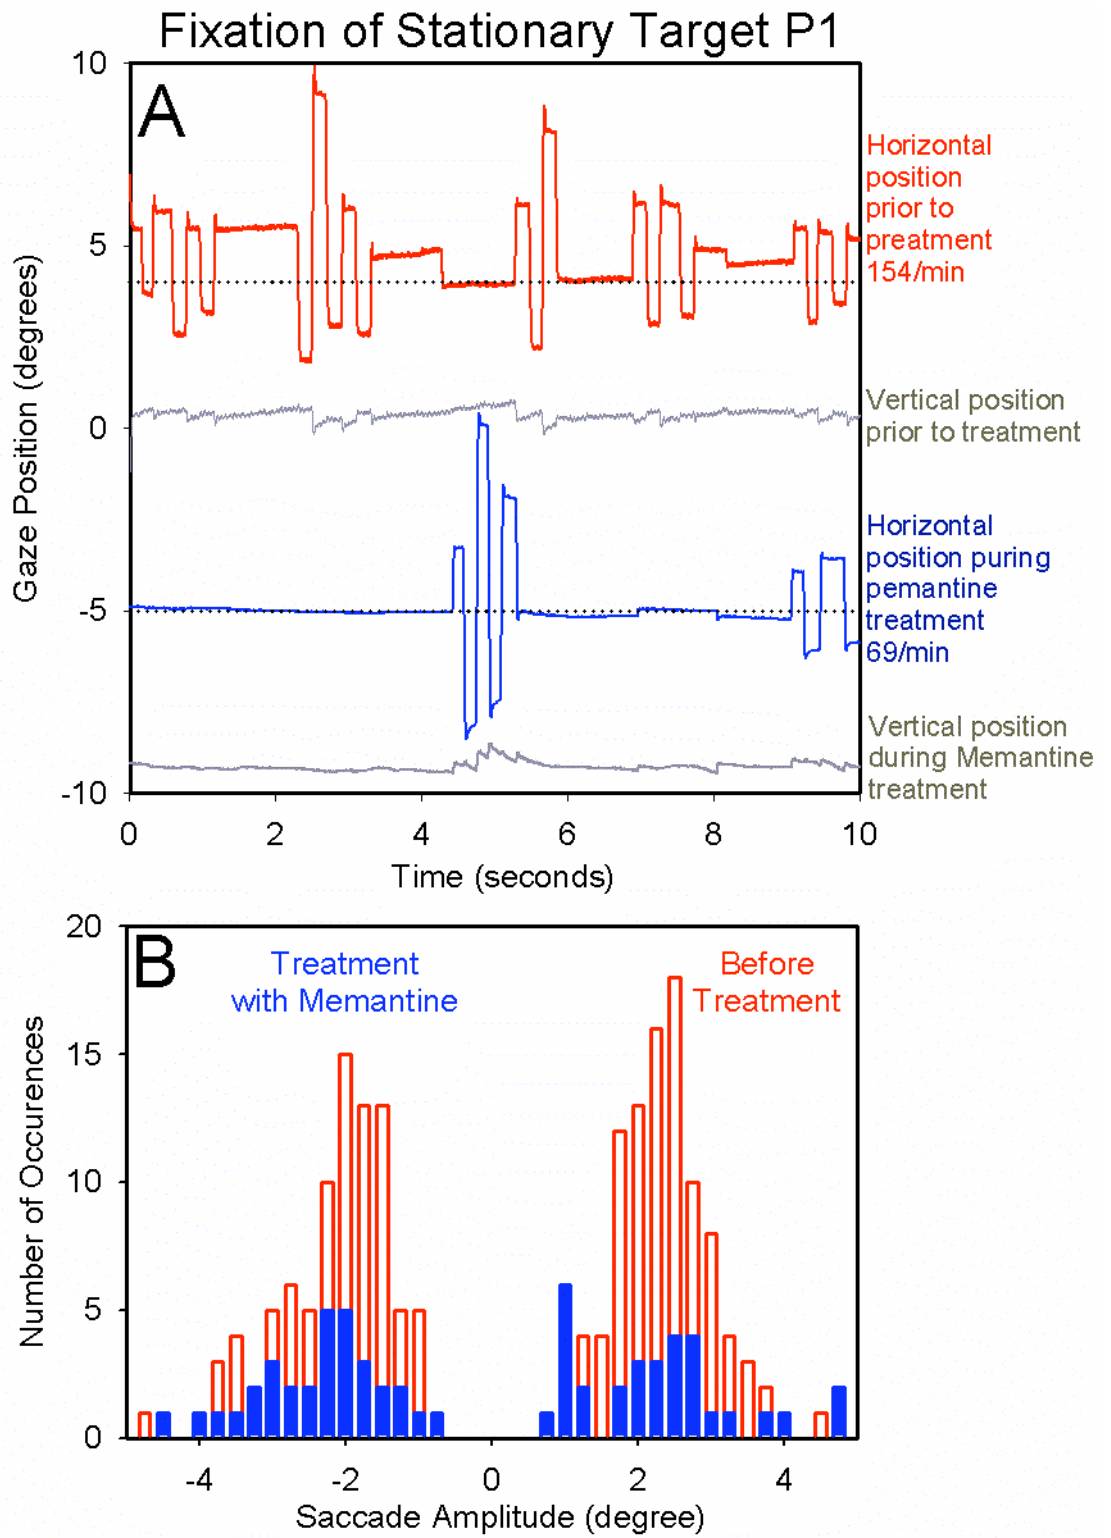 Fixation of Stationary Target P1
A
10
5
0
-5
-10
Gaze Position (degrees)
0 2 4 6 8 10
Time (seconds)
Horizontal
position
prior to
preatment
154/min
Vertical position
prior to treatment
Horizontal
position puring
pemantine
treatment
69/min
Vertical position
during Memantine
treatment
B
20
15
10
5
0
Number of Occurences
Treatment
with Memantine
Before
Treatment
-4 -2 0 2 4
Saccade Amplitude (degree)